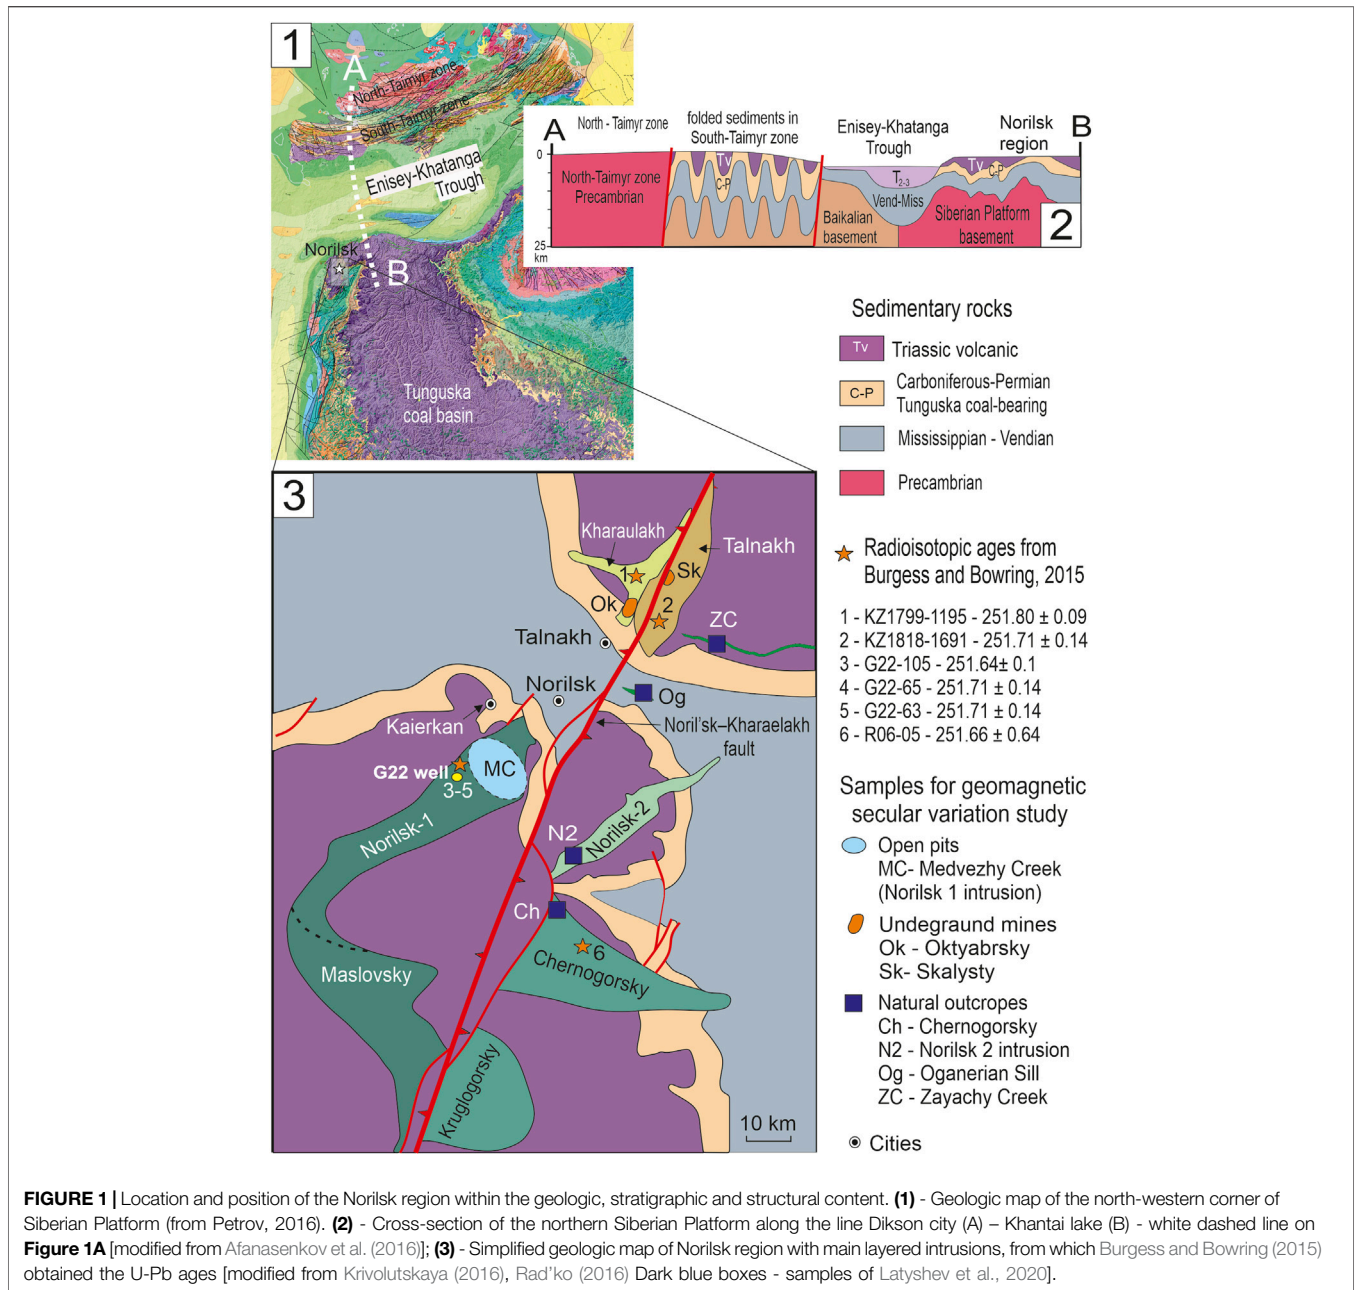 1
A
North-Taimyr zone
South-Taimyr-zone
Enisey-Khatanga
Trough
Norilsk
B
Tunguska
coal basin
A
North - Taimyr zone
folded sediments in
South-Taimyr zone
Enisey-Khatanga
Trough
Norilsk
region
B
0
25
km
North-Taimyr zone
Precambrian
Tv
C-P
T2-3
Vend-Miss
Baikalian
basement
Tv
C-P
Siberian Platform
basement
2
Sedimentary rocks
Tv
Triassic volcanic
C-P
Carboniferous-Permian
Tunguska coal-bearing
Mississippian - Vendian
Precambrian
Radioisotopic ages from
Burgess and Bowring, 2015
1 - KZ1799-1195 - 251.80 ± 0.09
2 - KZ1818-1691 - 251.71 ± 0.14
3 - G22-105 - 251.64± 0.1
4 - G22-65 - 251.71 ± 0.14
5 - G22-63 - 251.71 ± 0.14
6 - R06-05 - 251.66 ± 0.64
Samples for geomagnetic
secular variation study
Open pits
MC- Medvezhy Creek
(Norilsk 1 intrusion)
Undeground mines
Ok - Oktyabrsky
Sk- Skalysty
Natural outcropes
Ch - Chernogorsky
N2 - Norilsk 2 intrusion
Og - Oganerian Sill
ZC - Zayachy Creek
Cities
3
Kharaulakh
Talnakh
1
Sk
Ok
2
ZC
Talnakh
Norilsk
Og
Kaierkan
Noril'sk–Kharaelakh
fault
G22 well
MC
3-5
Norilsk-1
N2
Norilsk-2
Ch
6
Chernogorsky
Maslovsky
Kruglogorsky
10 km
FIGURE 1 | Location and position of the Norilsk region within the geologic, stratigraphic and structural content. (1) - Geologic map of the north-western corner of
Siberian Platform (from Petrov, 2016). (2) - Cross-section of the northern Siberian Platform along the line Dikson city (A) – Khantai lake (B) - white dashed line on
Figure 1A [modified from Afanasenkov et al. (2016)]; (3) - Simplified geologic map of Norilsk region with main layered intrusions, from which Burgess and Bowring (2015)
obtained the U-Pb ages [modified from Krivolutskaya (2016), Rad'ko (2016) Dark blue boxes - samples of Latyshev et al., 2020].